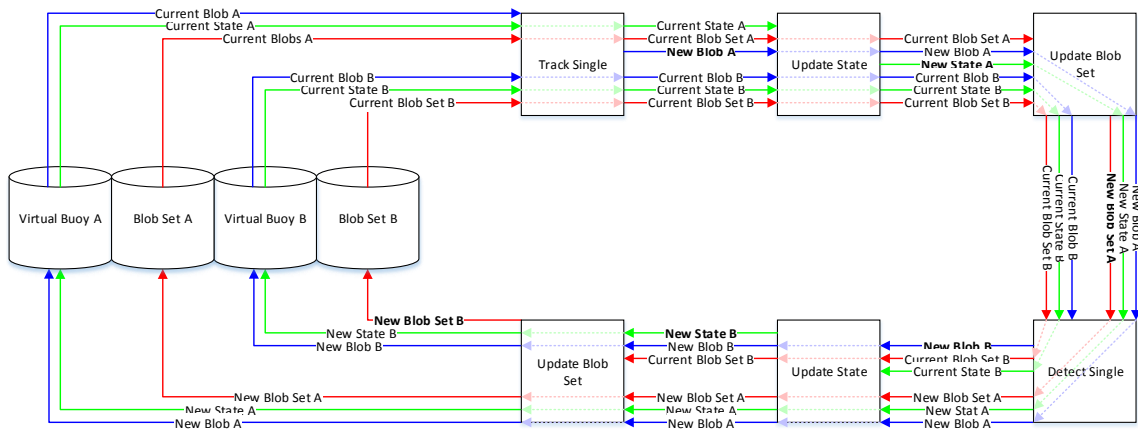 Current Blob A
Current State A
Current Blobs A
Current Blob B
Current State B
Current Blob Set B
Track Single
Current State A
Current Blob Set A
New Blob A
Current Blob B
Current State B
Current Blob Set B
Update State
Current Blob Set A
New Blob A
New State A
Current Blob B
Current State B
Current Blob Set B
Update Blob
Set
Virtual Buoy A
Blob Set A
Virtual Buoy B
Blob Set B
Current Blob Set B
Current State B
Current Blob B
New Blob Set A
New State A
New Blob A
New Blob Set B
New State B
New Blob B
New Blob Set A
New State A
New Blob A
Update Blob
Set
New State B
New Blob B
Current Blob Set B
New Blob Set A
New State A
New Blob A
Update State
New Blob B
Current Blob Set B
Current State B
New Blob Set A
New Stat A
New Blob A
Detect Single